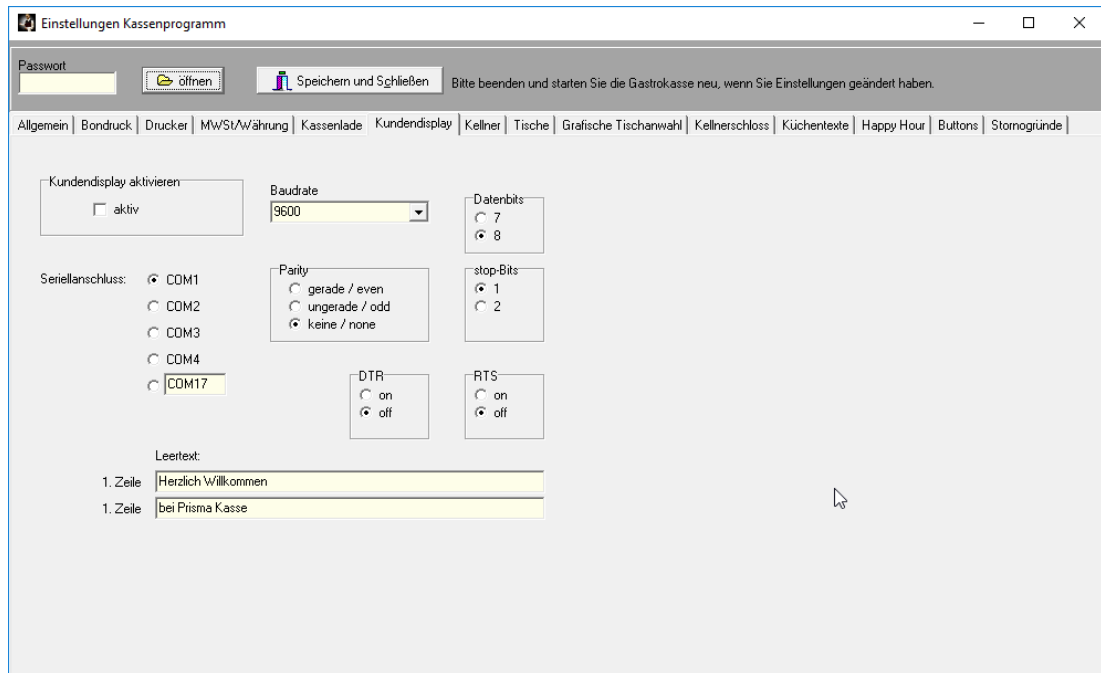 Einstellungen Kassenprogramm
Passwort
öffnen
Speichern und Schließen
Bitte beenden und starten Sie die Gastrokasse neu, wenn Sie Einstellungen geändert haben.
Allgemein Bondruck Drucker MWSt/Währung Kassenlade Kundendisplay Kellner Tische Grafische Tischanwahl Kellnerschloss Küchentexte Happy Hour Buttons Stornogründe
Kundendisplay aktivieren
aktiv
Baudrate
9600
Datenbits
7
8
Seriellanschluss:
COM1
COM2
COM3
COM4
COM17
Parity
gerade / even
ungerade / odd
keine / none
stop-Bits
1
2
DTR
on
off
RTS
on
off
Leertext:
1. Zeile Herzlich Willkommen
1. Zeile bei Prisma Kasse